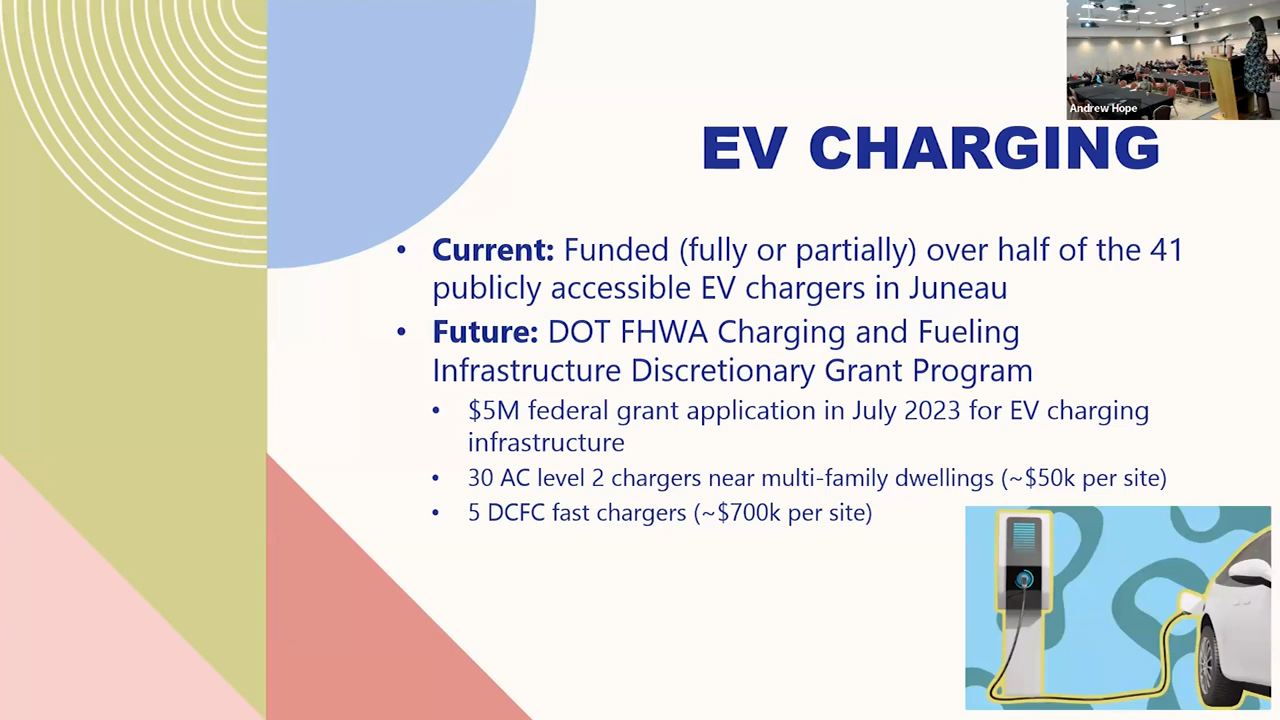 Andrew Hope
EV CHARGING
• Current: Funded (fully or partially) over half of the 41
publicly accessible EV chargers in Juneau
• Future: DOT FHWA Charging and Fueling
Infrastructure Discretionary Grant Program
• $5M federal grant application in July 2023 for EV charging
infrastructure
• 30 AC level 2 chargers near multi-family dwellings (~$50k per site)
• 5 DCFC fast chargers (~$700k per site)